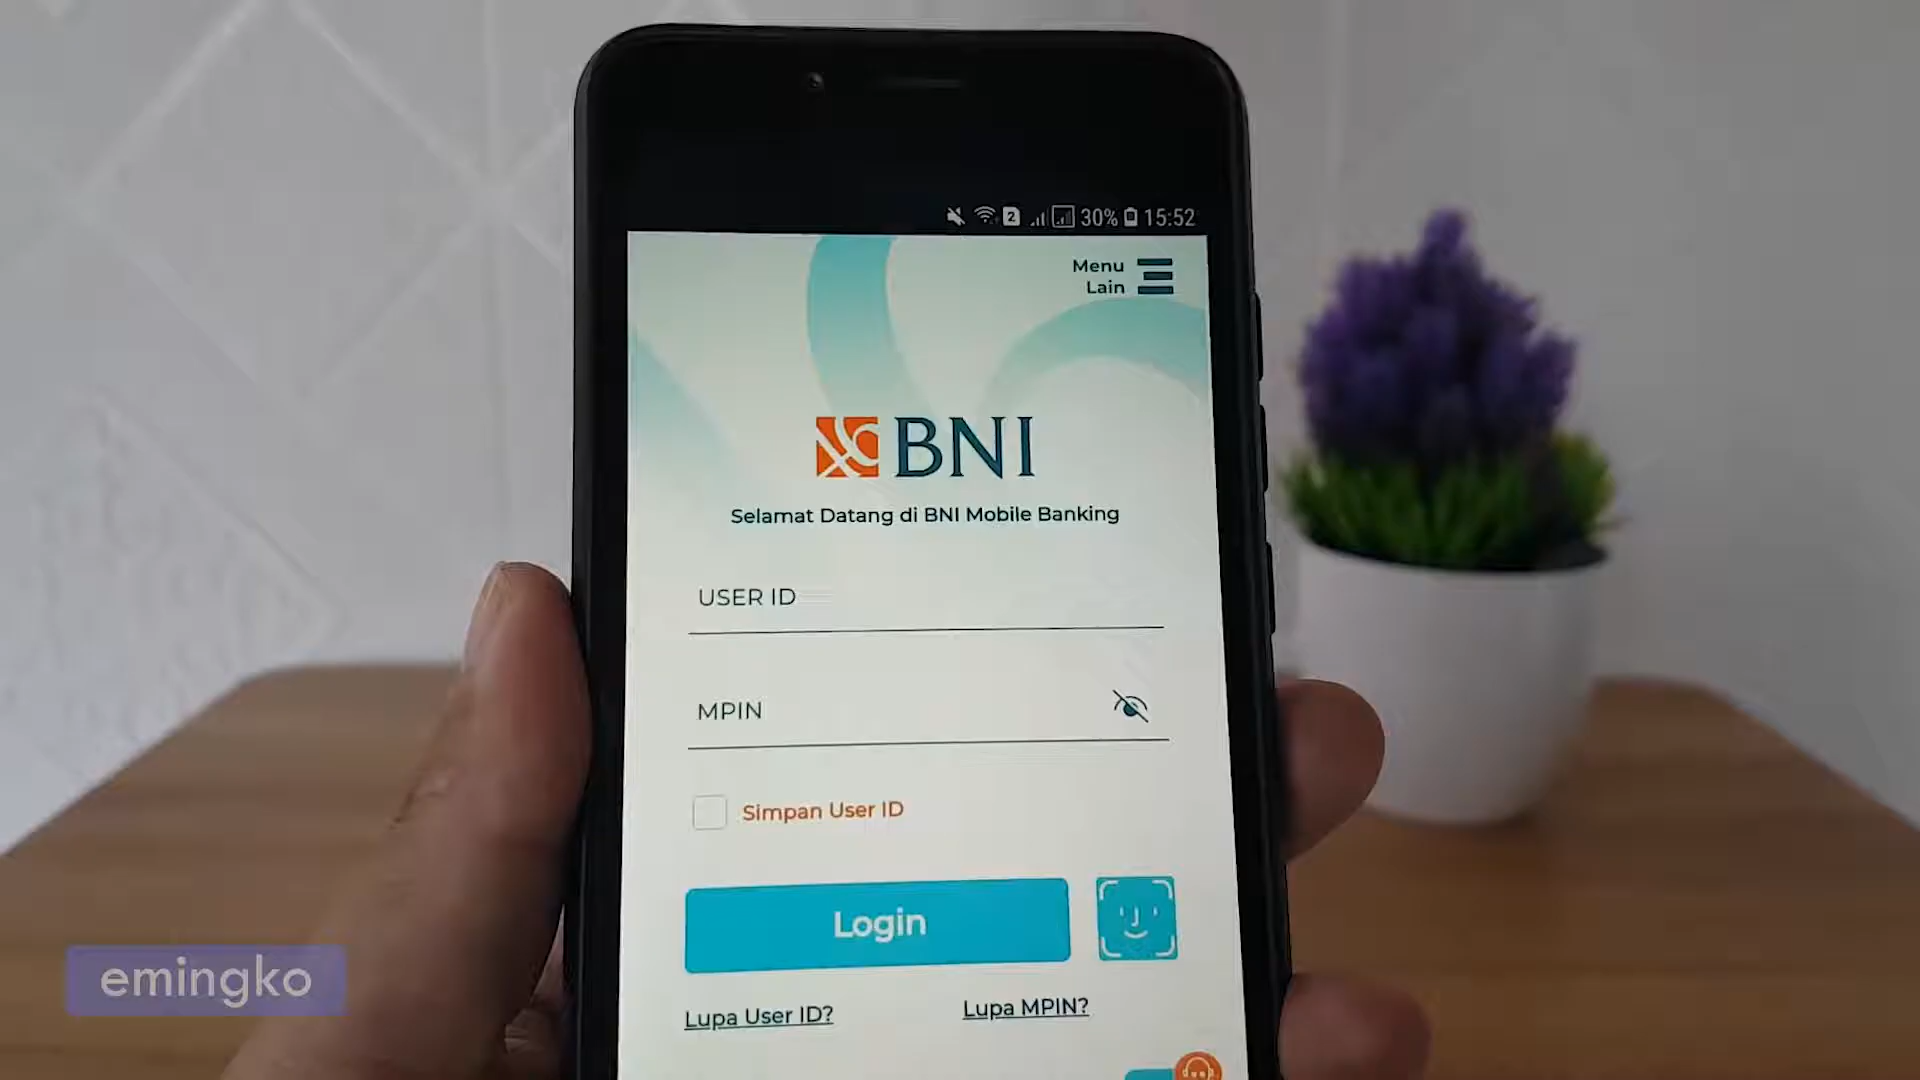 2 30% 15:52
Menu
Lain
BNI
Selamat Datang di BNI Mobile Banking
USER ID
MPIN
Simpan User ID
Login
Lupa User ID?
Lupa MPIN?
emingko